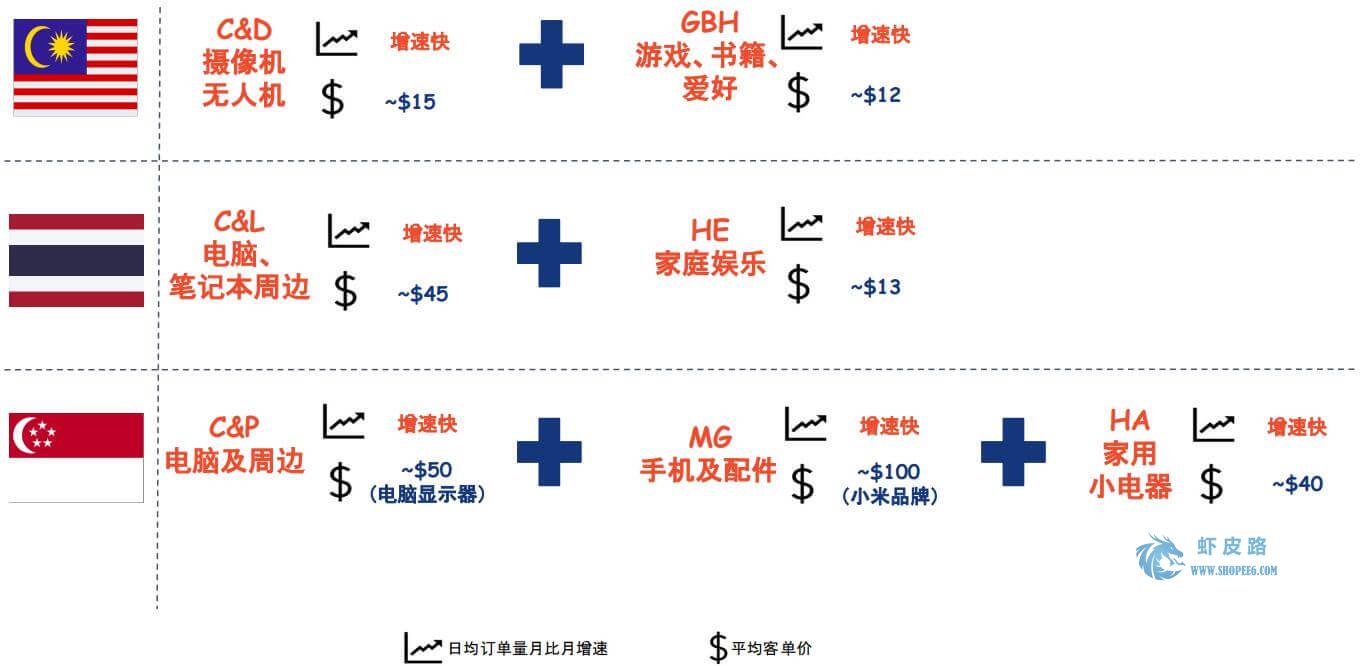 C&D
摄像机
无人机
增速快
~$15
GBH
游戏、书籍、
爱好
增速快
~$12
C&L
电脑、
笔记本周边
增速快
~$45
HE
家庭娱乐
增速快
~$13
C&P
电脑及周边
增速快
~$50
（电脑显示器）
MG
手机及配件
增速快
~$100
（小米品牌）
HA
家用
小电器
增速快
~$40
虾皮路
WWW.SHOPEE6.COM
日均订单量月比月增速
$平均客单价